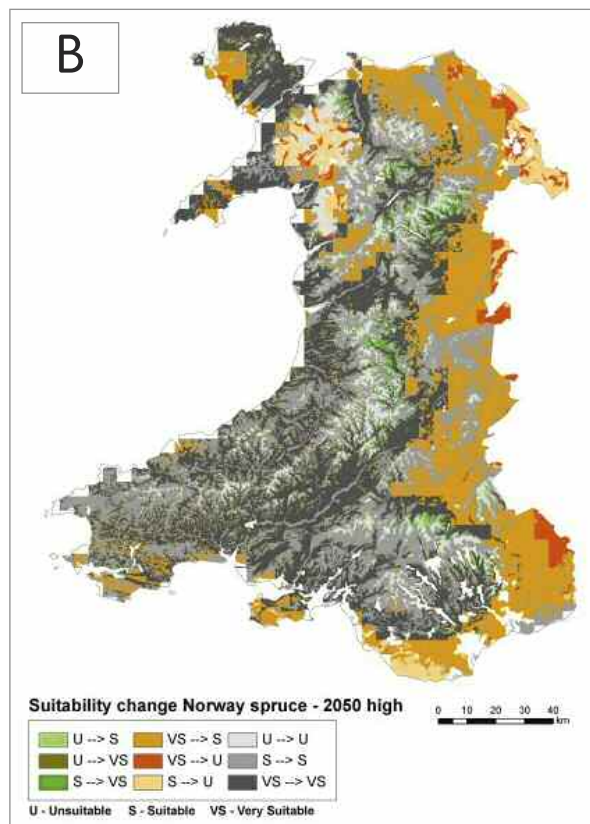 B
Suitability change Norway spruce - 2050 high
0 10 20 30 40
km
U --> S VS --> S U --> U
U --> VS VS --> U S --> S
S --> VS S --> U VS --> VS
U - Unsuitable S - Suitable VS - Very Suitable